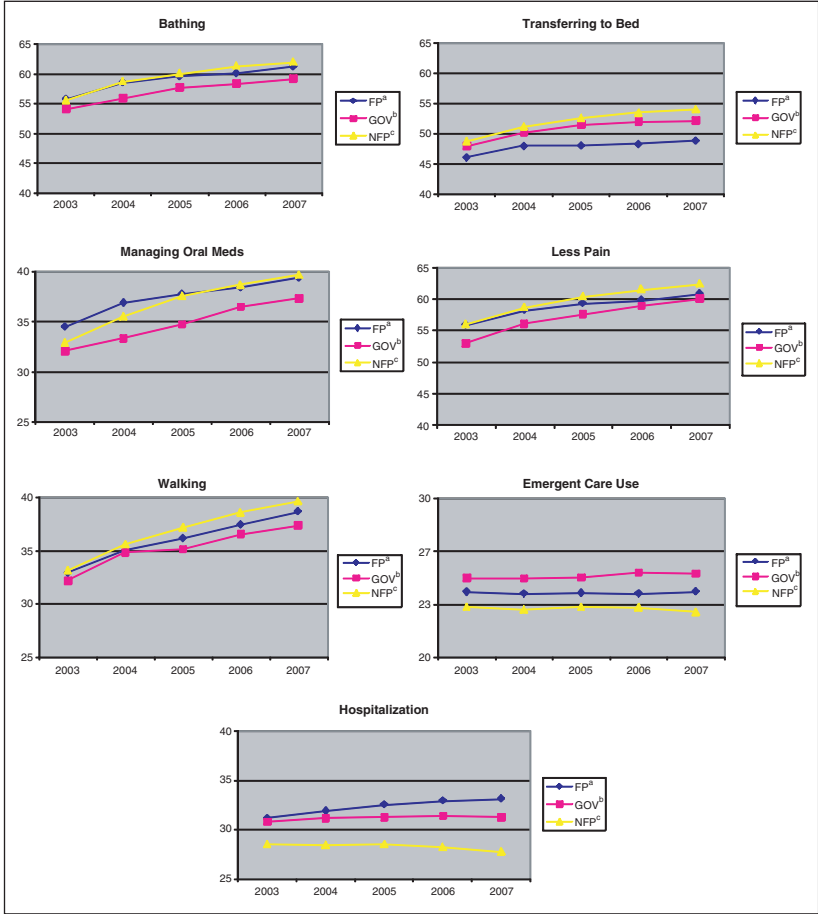 Bathing
65
60
55
50
45
40
2003 2004 2005 2006 2007
FPa
GOVb
NFPc
Transferring to Bed
65
60
55
50
45
40
2003 2004 2005 2006 2007
FPa
GOVb
NFPc
Managing Oral Meds
40
35
30
25
2003 2004 2005 2006 2007
FPa
GOVb
NFPc
Less Pain
65
60
55
50
45
40
2003 2004 2005 2006 2007
FPa
GOVb
NFPc
Walking
40
35
30
25
2003 2004 2005 2006 2007
FPa
GOVb
NFPc
Emergent Care Use
30
27
23
20
2003 2004 2005 2006 2007
FPa
GOVb
NFPc
Hospitalization
40
35
30
25
2003 2004 2005 2006 2007
FPa
GOVb
NFPc